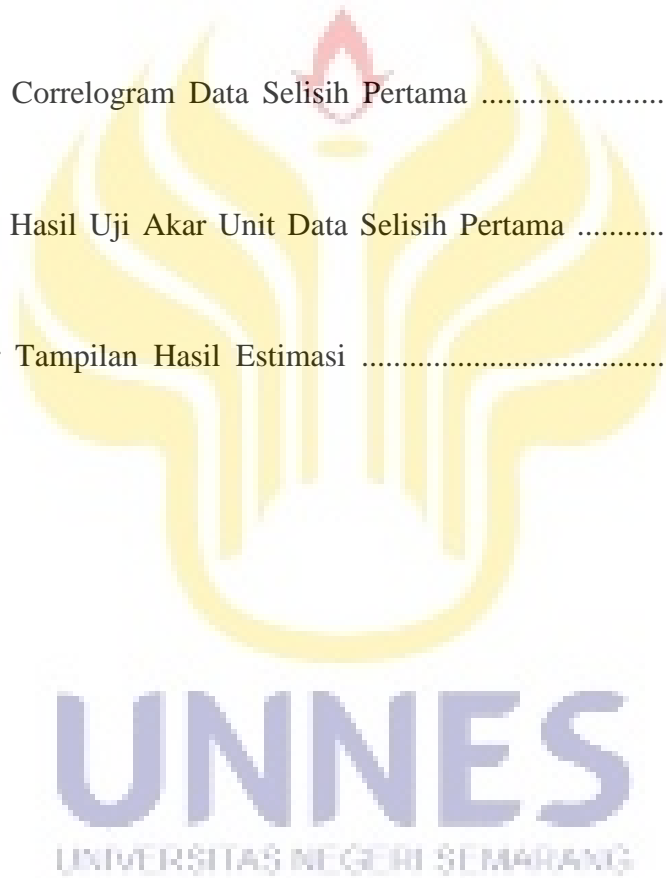 Correlogram Data Selisih Pertama ......................
Hasil Uji Akar Unit Data Selisih Pertama ...........
Tampilan Hasil Estimasi ..................................
UNNES
UNIVERSITAS NEGERI SEMARANG